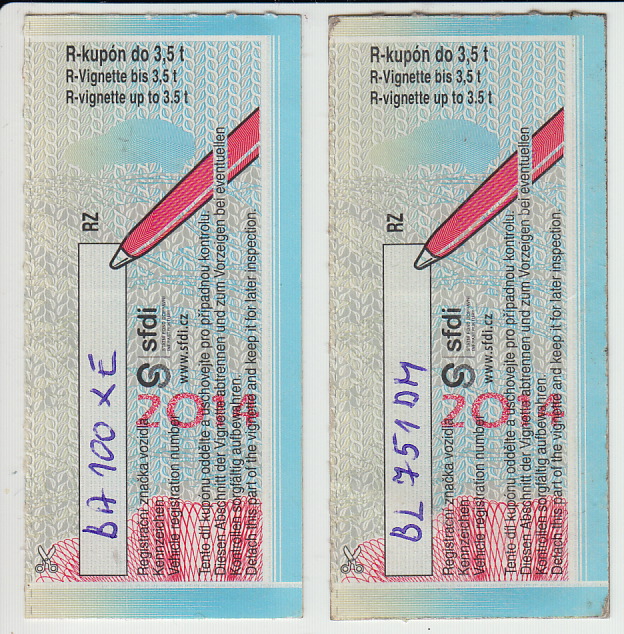 R-kupón do 3,5 t
R-Vignette bis 3,5 t
R-vignette up to 3.5 t
RZ
BA 100 XE
sfdi
www.sfdi.cz
Registrační značka vozidla
Kennzeichen
Vehicle registration number
Tento díl kupónu oddělte a uschovejte pro případnou kontrolu.
Diesen Abschnitt der Vignette abtrennen und zum Vorzeigen bei eventuellen
Kontrollen sorgfältig aufbewahren.
Detach this part of the vignette and keep it for later inspection.
R-kupón do 3,5 t
R-Vignette bis 3,5 t
R-vignette up to 3.5 t
RZ
BL 751 DM
sfdi
www.sfdi.cz
Registrační značka vozidla
Kennzeichen
Vehicle registration number
Tento díl kupónu oddělte a uschovejte pro případnou kontrolu.
Diesen Abschnitt der Vignette abtrennen und zum Vorzeigen bei eventuellen
Kontrollen sorgfältig aufbewahren.
Detach this part of the vignette and keep it for later inspection.